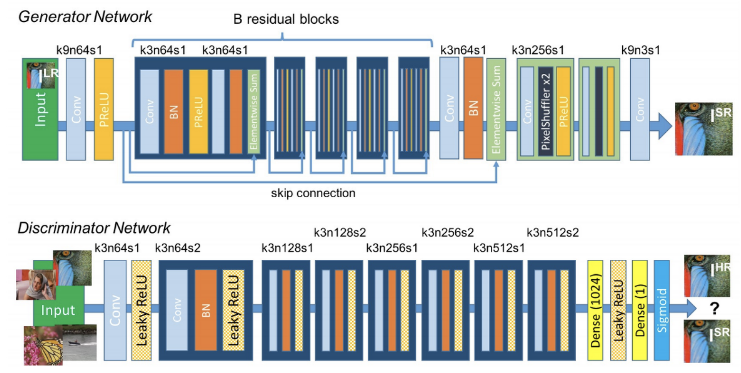 Generator Network
B residual blocks
k9n64s1
k3n64s1
k3n64s1
k3n64s1
k3n256s1
k9n3s1
I LR
Input
Conv
PReLU
Conv
BN
PReLU
Elementwise Sum
Conv
BN
Elementwise Sum
Conv
PixelShuffler x2
PReLU
Conv
I SR
skip connection
Discriminator Network
k3n64s1
k3n64s2
k3n128s1
k3n128s2
k3n256s1
k3n256s2
k3n512s1
k3n512s2
Input
Conv
Leaky ReLU
Conv
BN
Leaky ReLU
Dense (1024)
Leaky ReLU
Dense (1)
Sigmoid
I HR
?
I SR